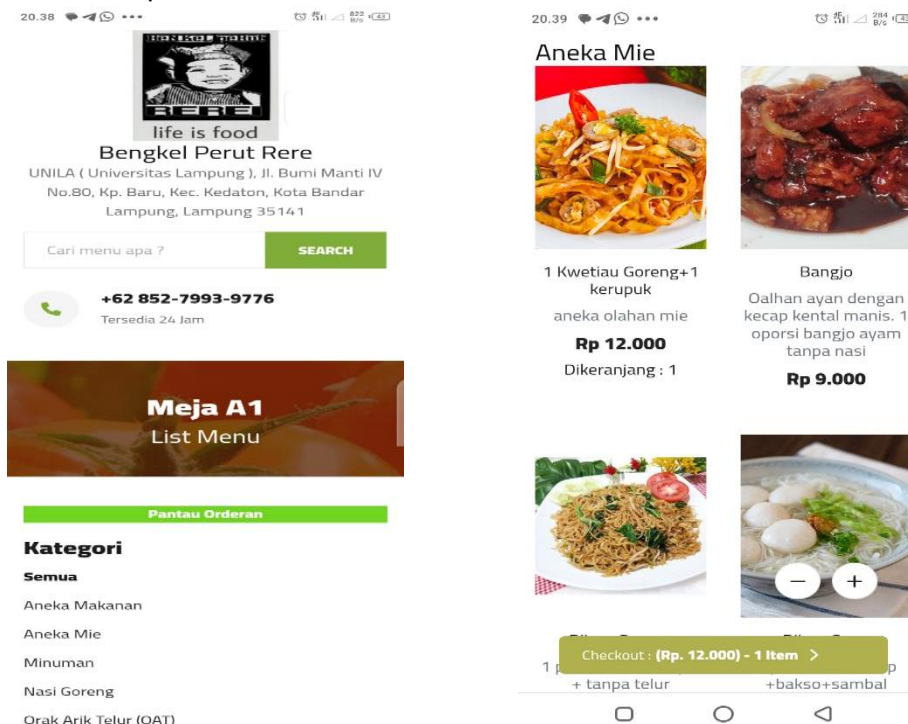 20.38
822
B/s
43
BENGKEL PERUT
RERE
life is food
Bengkel Perut Rere
UNILA ( Universitas Lampung ), Jl. Bumi Manti IV
No.80, Kp. Baru, Kec. Kedaton, Kota Bandar
Lampung, Lampung 35141
Cari menu apa ?
SEARCH
+62 852-7993-9776
Tersedia 24 Jam
Meja A1
List Menu
Pantau Orderan
Kategori
Semua
Aneka Makanan
Aneka Mie
Minuman
Nasi Goreng
Orak Arik Telur (OAT)
20.39
284
B/s
Aneka Mie
1 Kwetiau Goreng+1
kerupuk
aneka olahan mie
Rp 12.000
Dikeranjang : 1
Bangjo
Oalhan ayan dengan
kecap kental manis. 1
oporsi bangjo ayam
tanpa nasi
Rp 9.000
Checkout : (Rp. 12.000) - 1 Item >
+ tanpa telur
+bakso+sambal